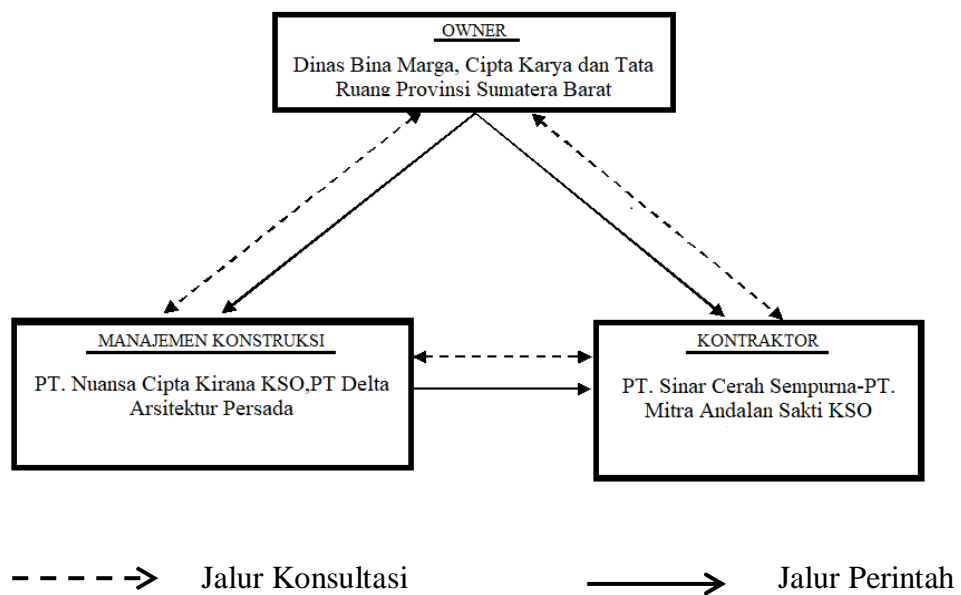 OWNER
Dinas Bina Marga, Cipta Karya dan Tata
Ruang Provinsi Sumatera Barat
MANAJEMEN KONSTRUKSI
PT. Nuansa Cipta Kirana KSO,PT Delta
Arsitektur Persada
KONTRAKTOR
PT. Sinar Cerah Sempurna-PT.
Mitra Andalan Sakti KSO
Jalur Konsultasi
Jalur Perintah